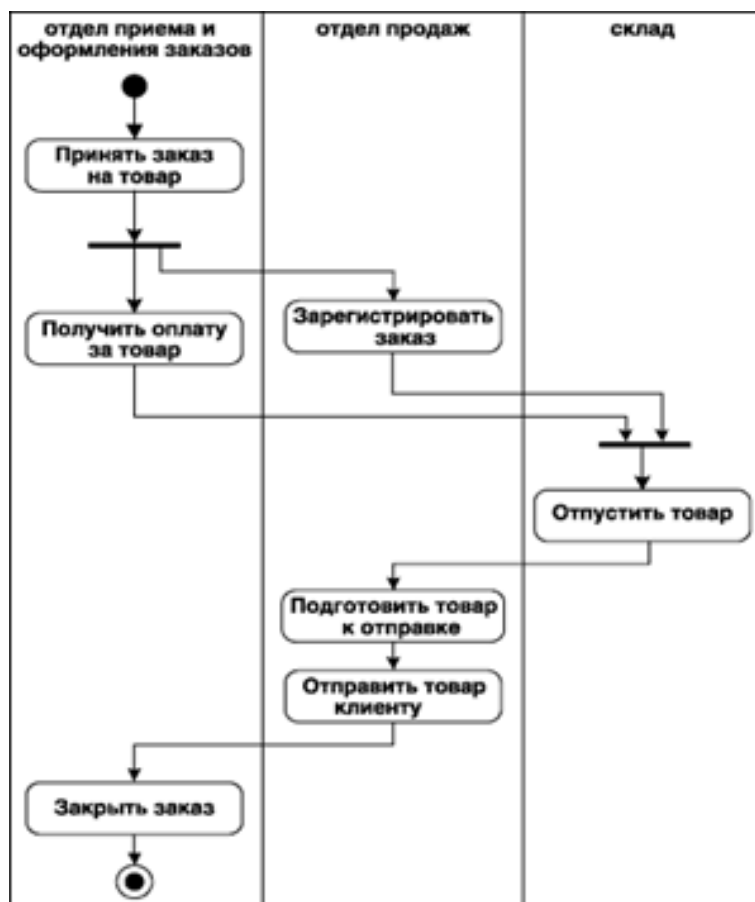 отдел приема и
оформления заказов
отдел продаж
склад
Принять заказ
на товар
Получить оплату
за товар
Зарегистрировать
заказ
Отпустить товар
Подготовить товар
к отправке
Отправить товар
клиенту
Закрыть заказ